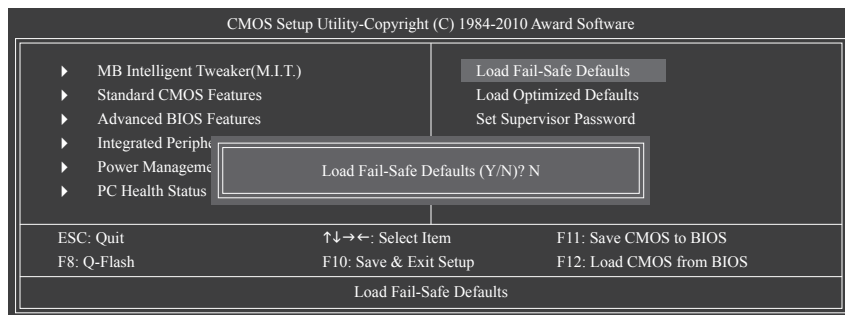 CMOS Setup Utility-Copyright (C) 1984-2010 Award Software
MB Intelligent Tweaker(M.I.T.)
Standard CMOS Features
Advanced BIOS Features
Integrated Periphe
Power Manageme
PC Health Status
Load Fail-Safe Defaults
Load Optimized Defaults
Set Supervisor Password
Load Fail-Safe Defaults (Y/N)? N
ESC: Quit
↑↓→←: Select Item
F11: Save CMOS to BIOS
F8: Q-Flash
F10: Save & Exit Setup
F12: Load CMOS from BIOS
Load Fail-Safe Defaults